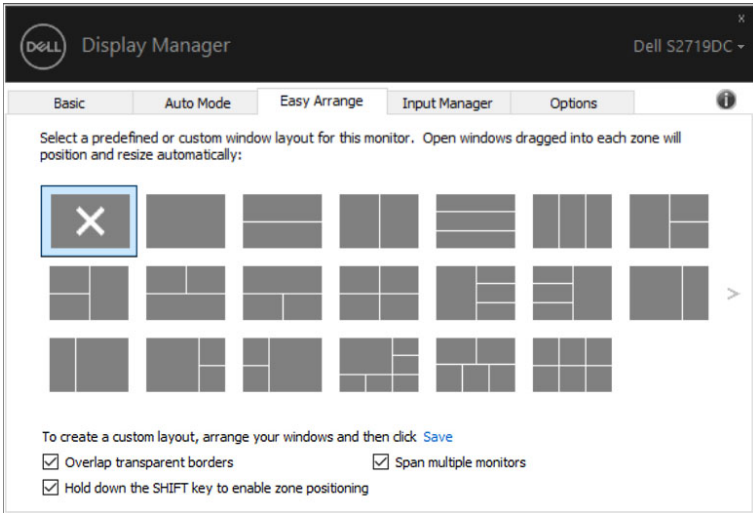 x
DELL Display Manager Dell S2719DC
Basic Auto Mode Easy Arrange Input Manager Options i
Select a predefined or custom window layout for this monitor. Open windows dragged into each zone will
position and resize automatically:
>
To create a custom layout, arrange your windows and then click Save
Overlap transparent borders Span multiple monitors
Hold down the SHIFT key to enable zone positioning